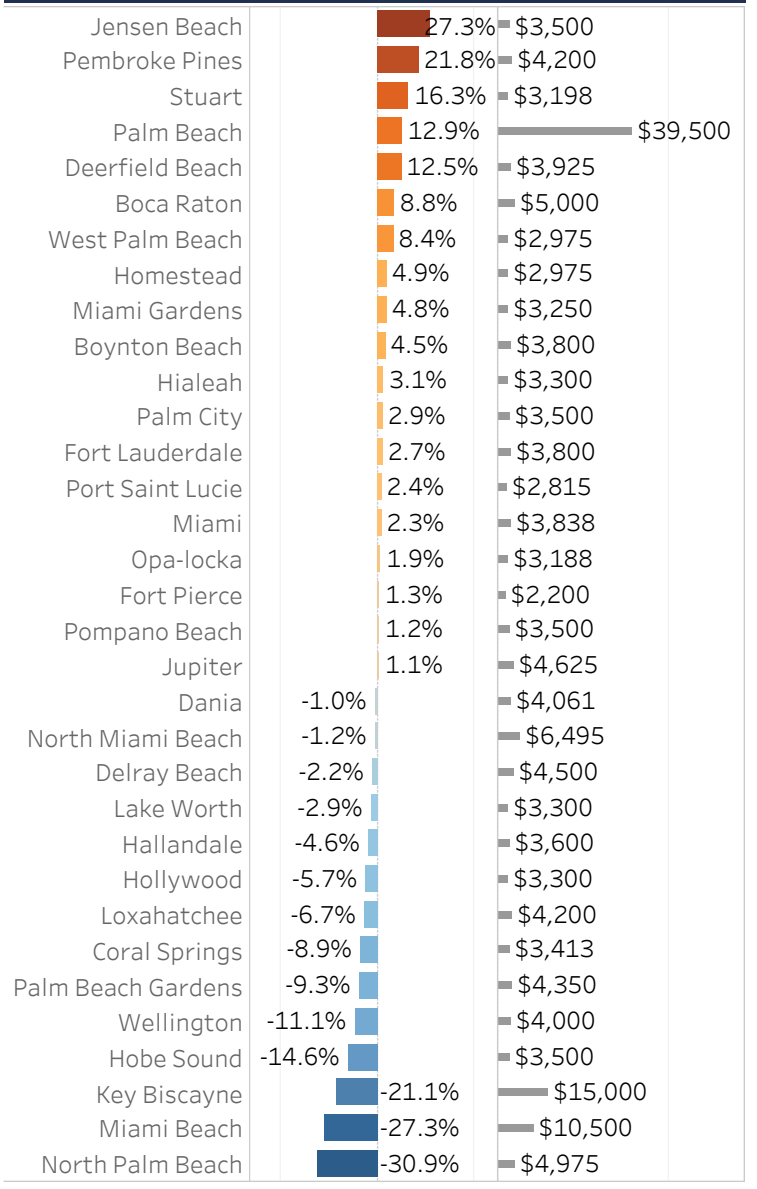 Jensen Beach 27.3% $3,500
Pembroke Pines 21.8% $4,200
Stuart 16.3% $3,198
Palm Beach 12.9% $39,500
Deerfield Beach 12.5% $3,925
Boca Raton 8.8% $5,000
West Palm Beach 8.4% $2,975
Homestead 4.9% $2,975
Miami Gardens 4.8% $3,250
Boynton Beach 4.5% $3,800
Hialeah 3.1% $3,300
Palm City 2.9% $3,500
Fort Lauderdale 2.7% $3,800
Port Saint Lucie 2.4% $2,815
Miami 2.3% $3,838
Opa-locka 1.9% $3,188
Fort Pierce 1.3% $2,200
Pompano Beach 1.2% $3,500
Jupiter 1.1% $4,625
Dania -1.0% $4,061
North Miami Beach -1.2% $6,495
Delray Beach -2.2% $4,500
Lake Worth -2.9% $3,300
Hallandale -4.6% $3,600
Hollywood -5.7% $3,300
Loxahatchee -6.7% $4,200
Coral Springs -8.9% $3,413
Palm Beach Gardens -9.3% $4,350
Wellington -11.1% $4,000
Hobe Sound -14.6% $3,500
Key Biscayne -21.1% $15,000
Miami Beach -27.3% $10,500
North Palm Beach -30.9% $4,975